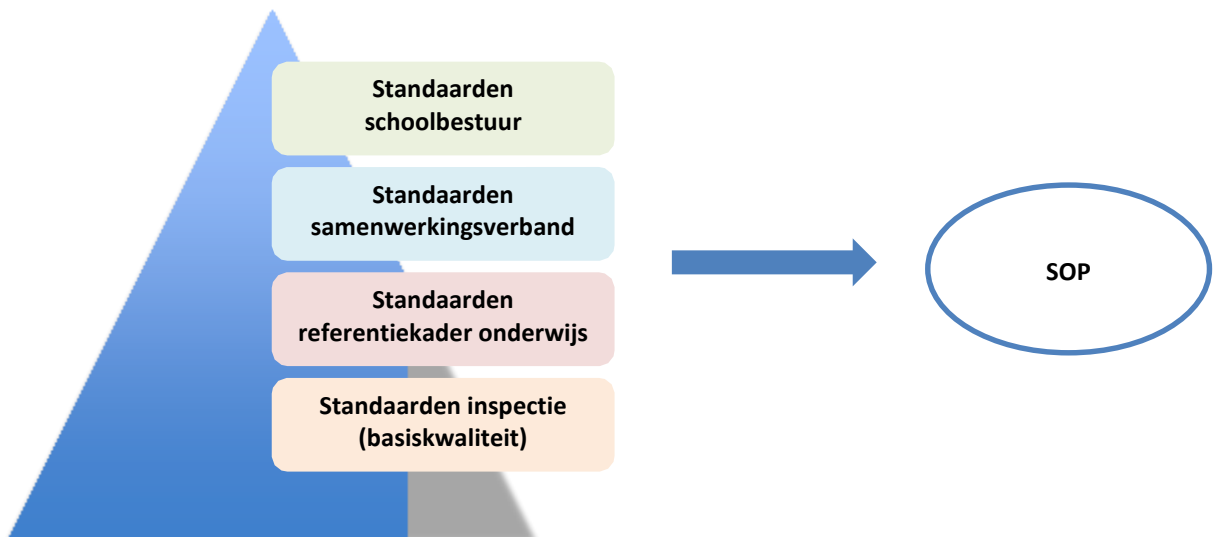 Standaarden
schoolbestuur
Standaarden
samenwerkingsverband
Standaarden
referentiekader onderwijs
Standaarden inspectie
(basiskwaliteit)
SOP